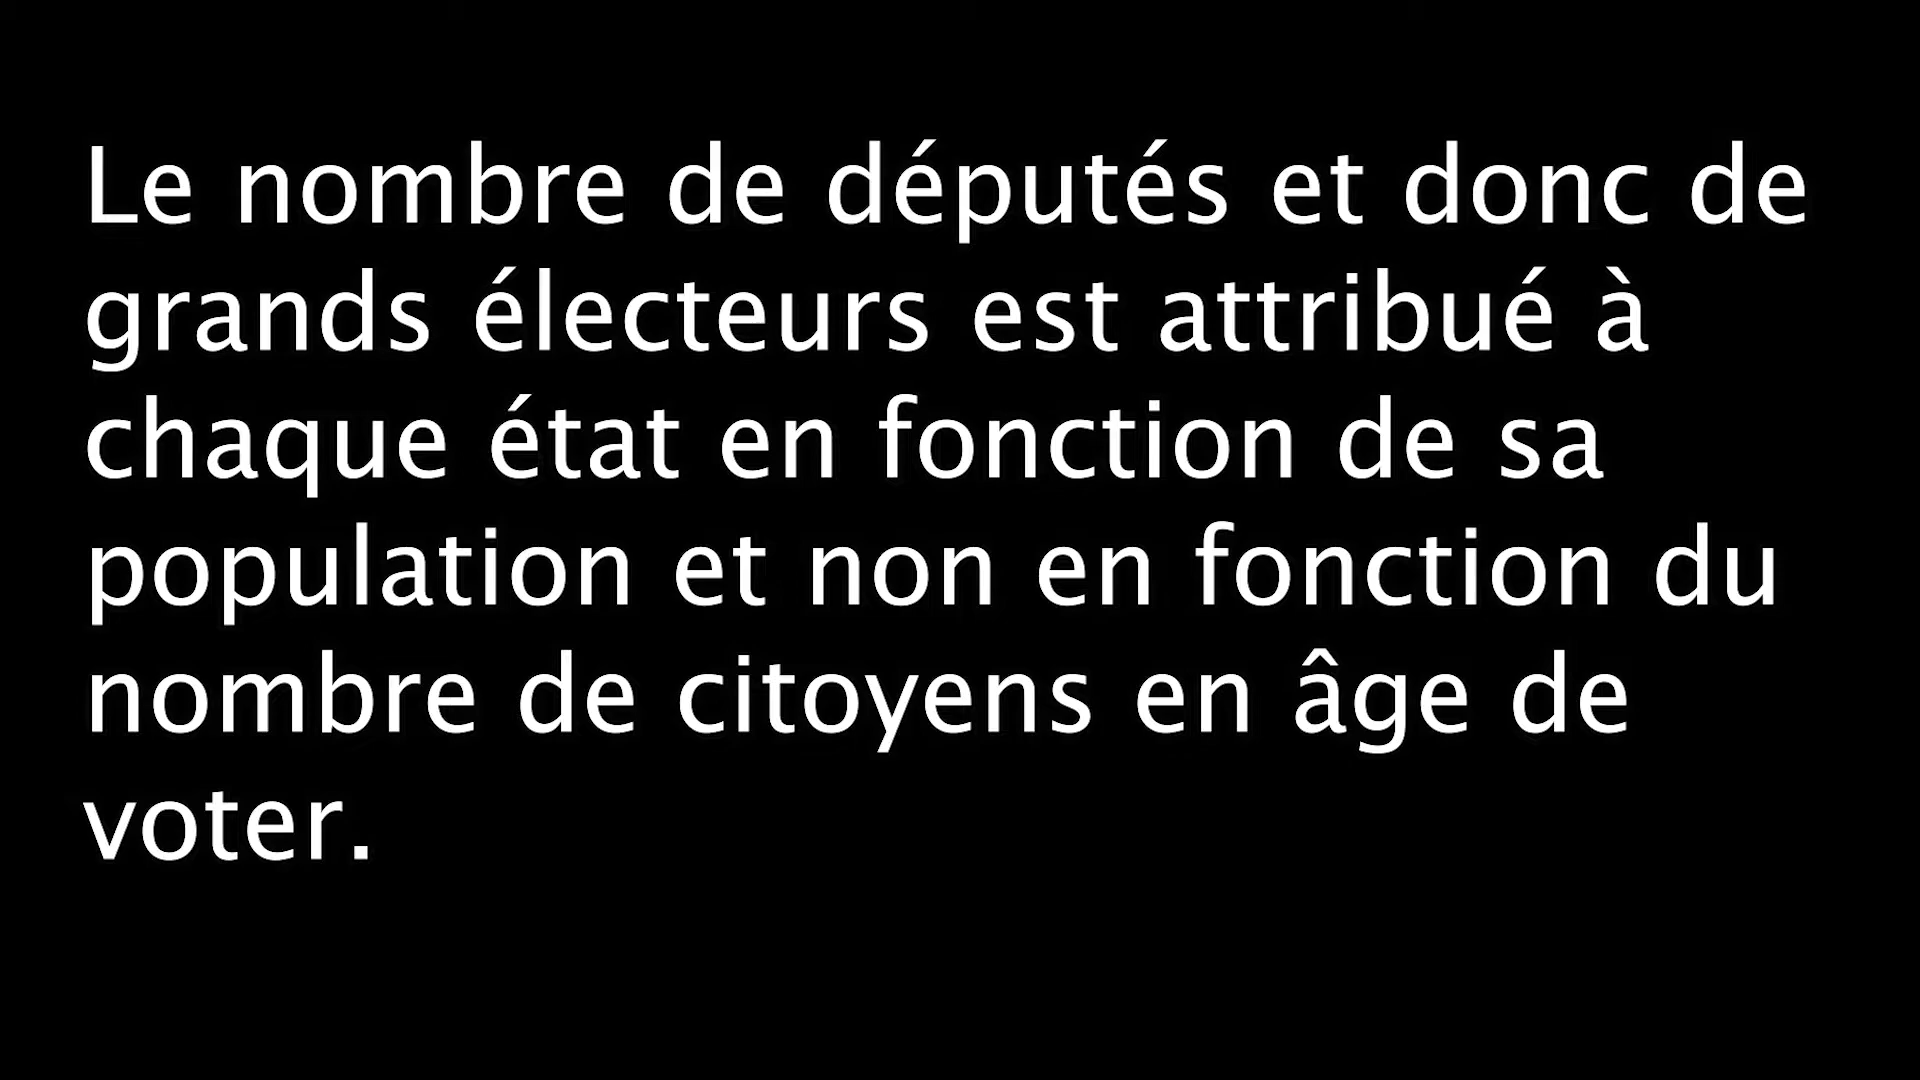 Le nombre de députés et donc de
grands électeurs est attribué à
chaque état en fonction de sa
population et non en fonction du
nombre de citoyens en âge de
voter.